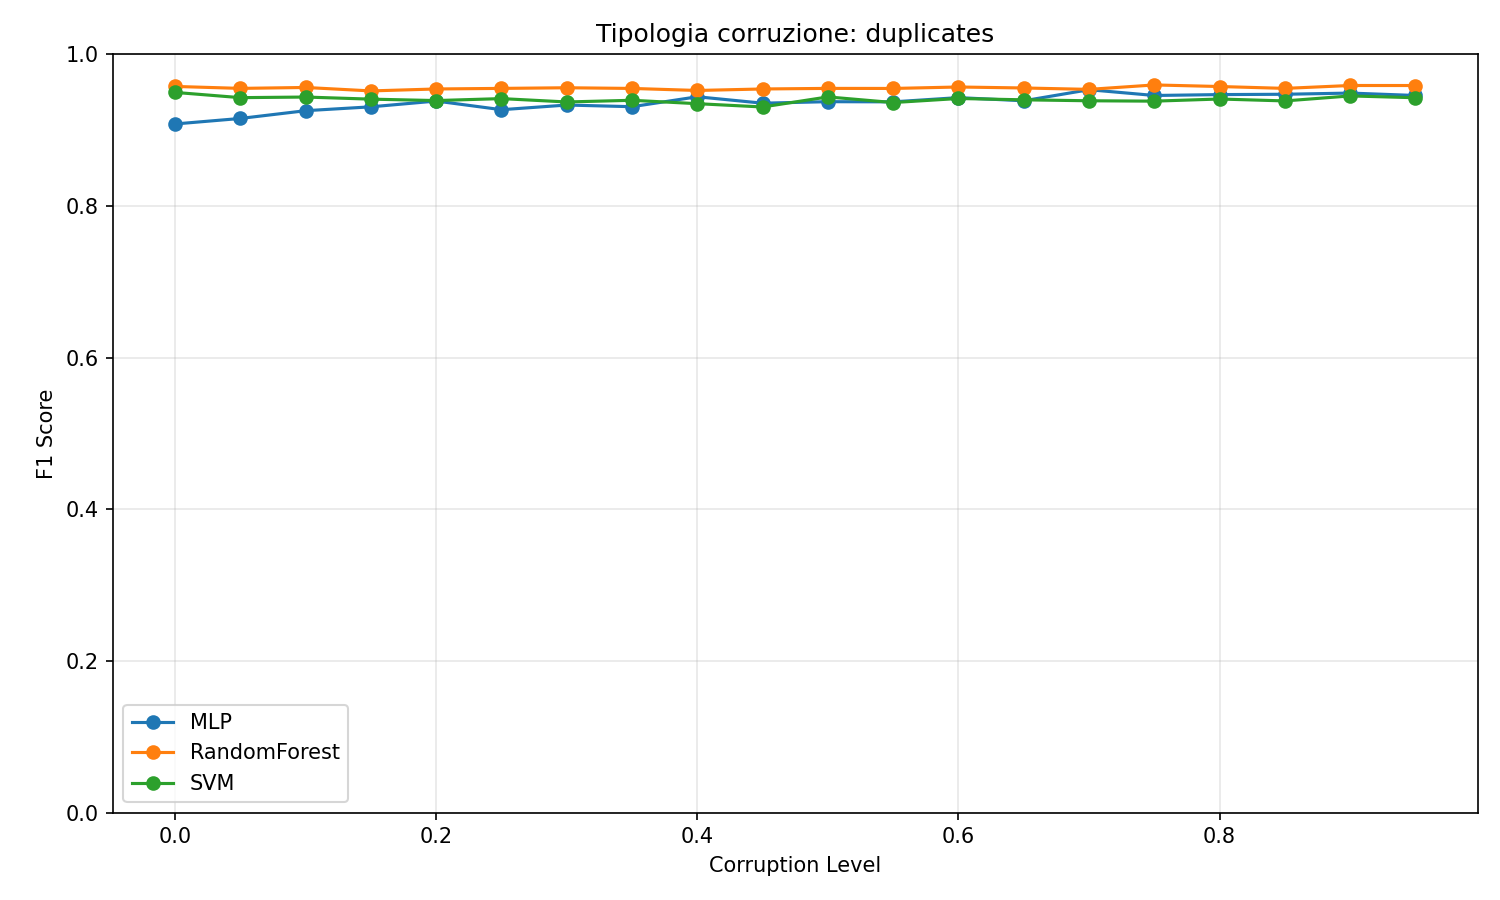 Tipologia corruzione: duplicates
1.0
0.8
0.6
0.4
0.2
0.0
F1 Score
MLP
RandomForest
SVM
0.0 0.2 0.4 0.6 0.8
Corruption Level